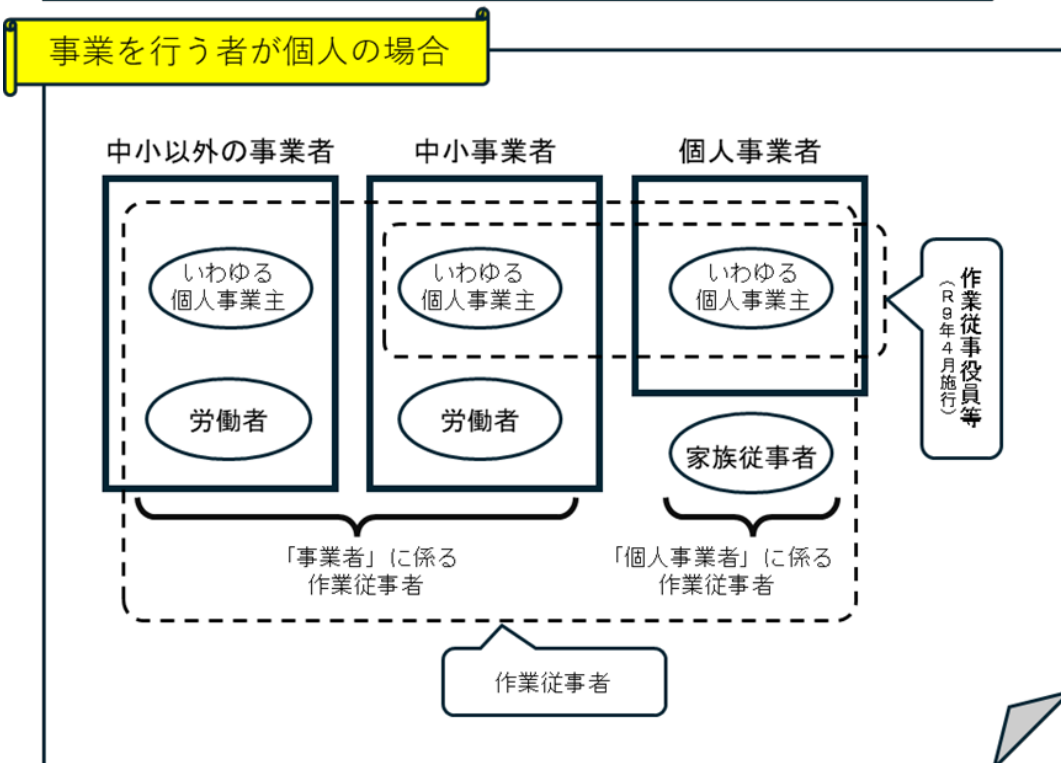 事業を行う者が個人の場合
中小以外の事業者
中小事業者
個人事業者
いわゆる
個人事業主
いわゆる
個人事業主
いわゆる
個人事業主
作業従事役員等
（R9年4月施行）
労働者
労働者
家族従事者
「事業者」に係る
作業従事者
「個人事業者」に係る
作業従事者
作業従事者